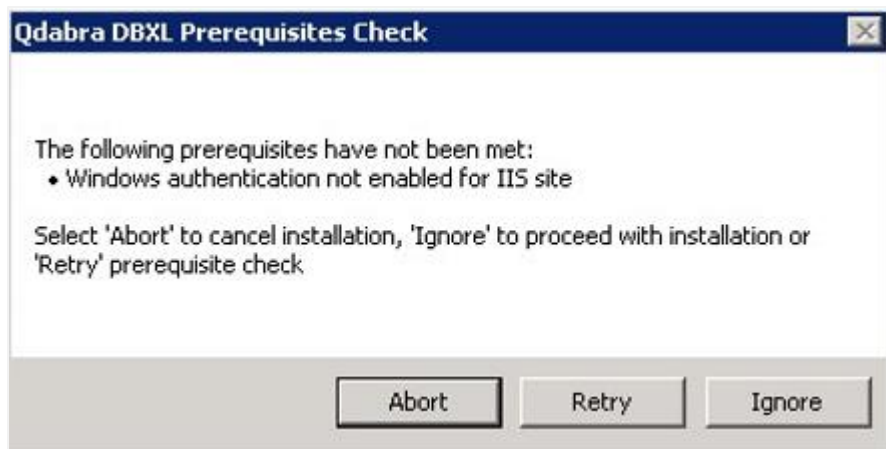 Qdabra DBXL Prerequisites Check
The following prerequisites have not been met:
• Windows authentication not enabled for IIS site
Select 'Abort' to cancel installation, 'Ignore' to proceed with installation or
'Retry' prerequisite check
Abort
Retry
Ignore